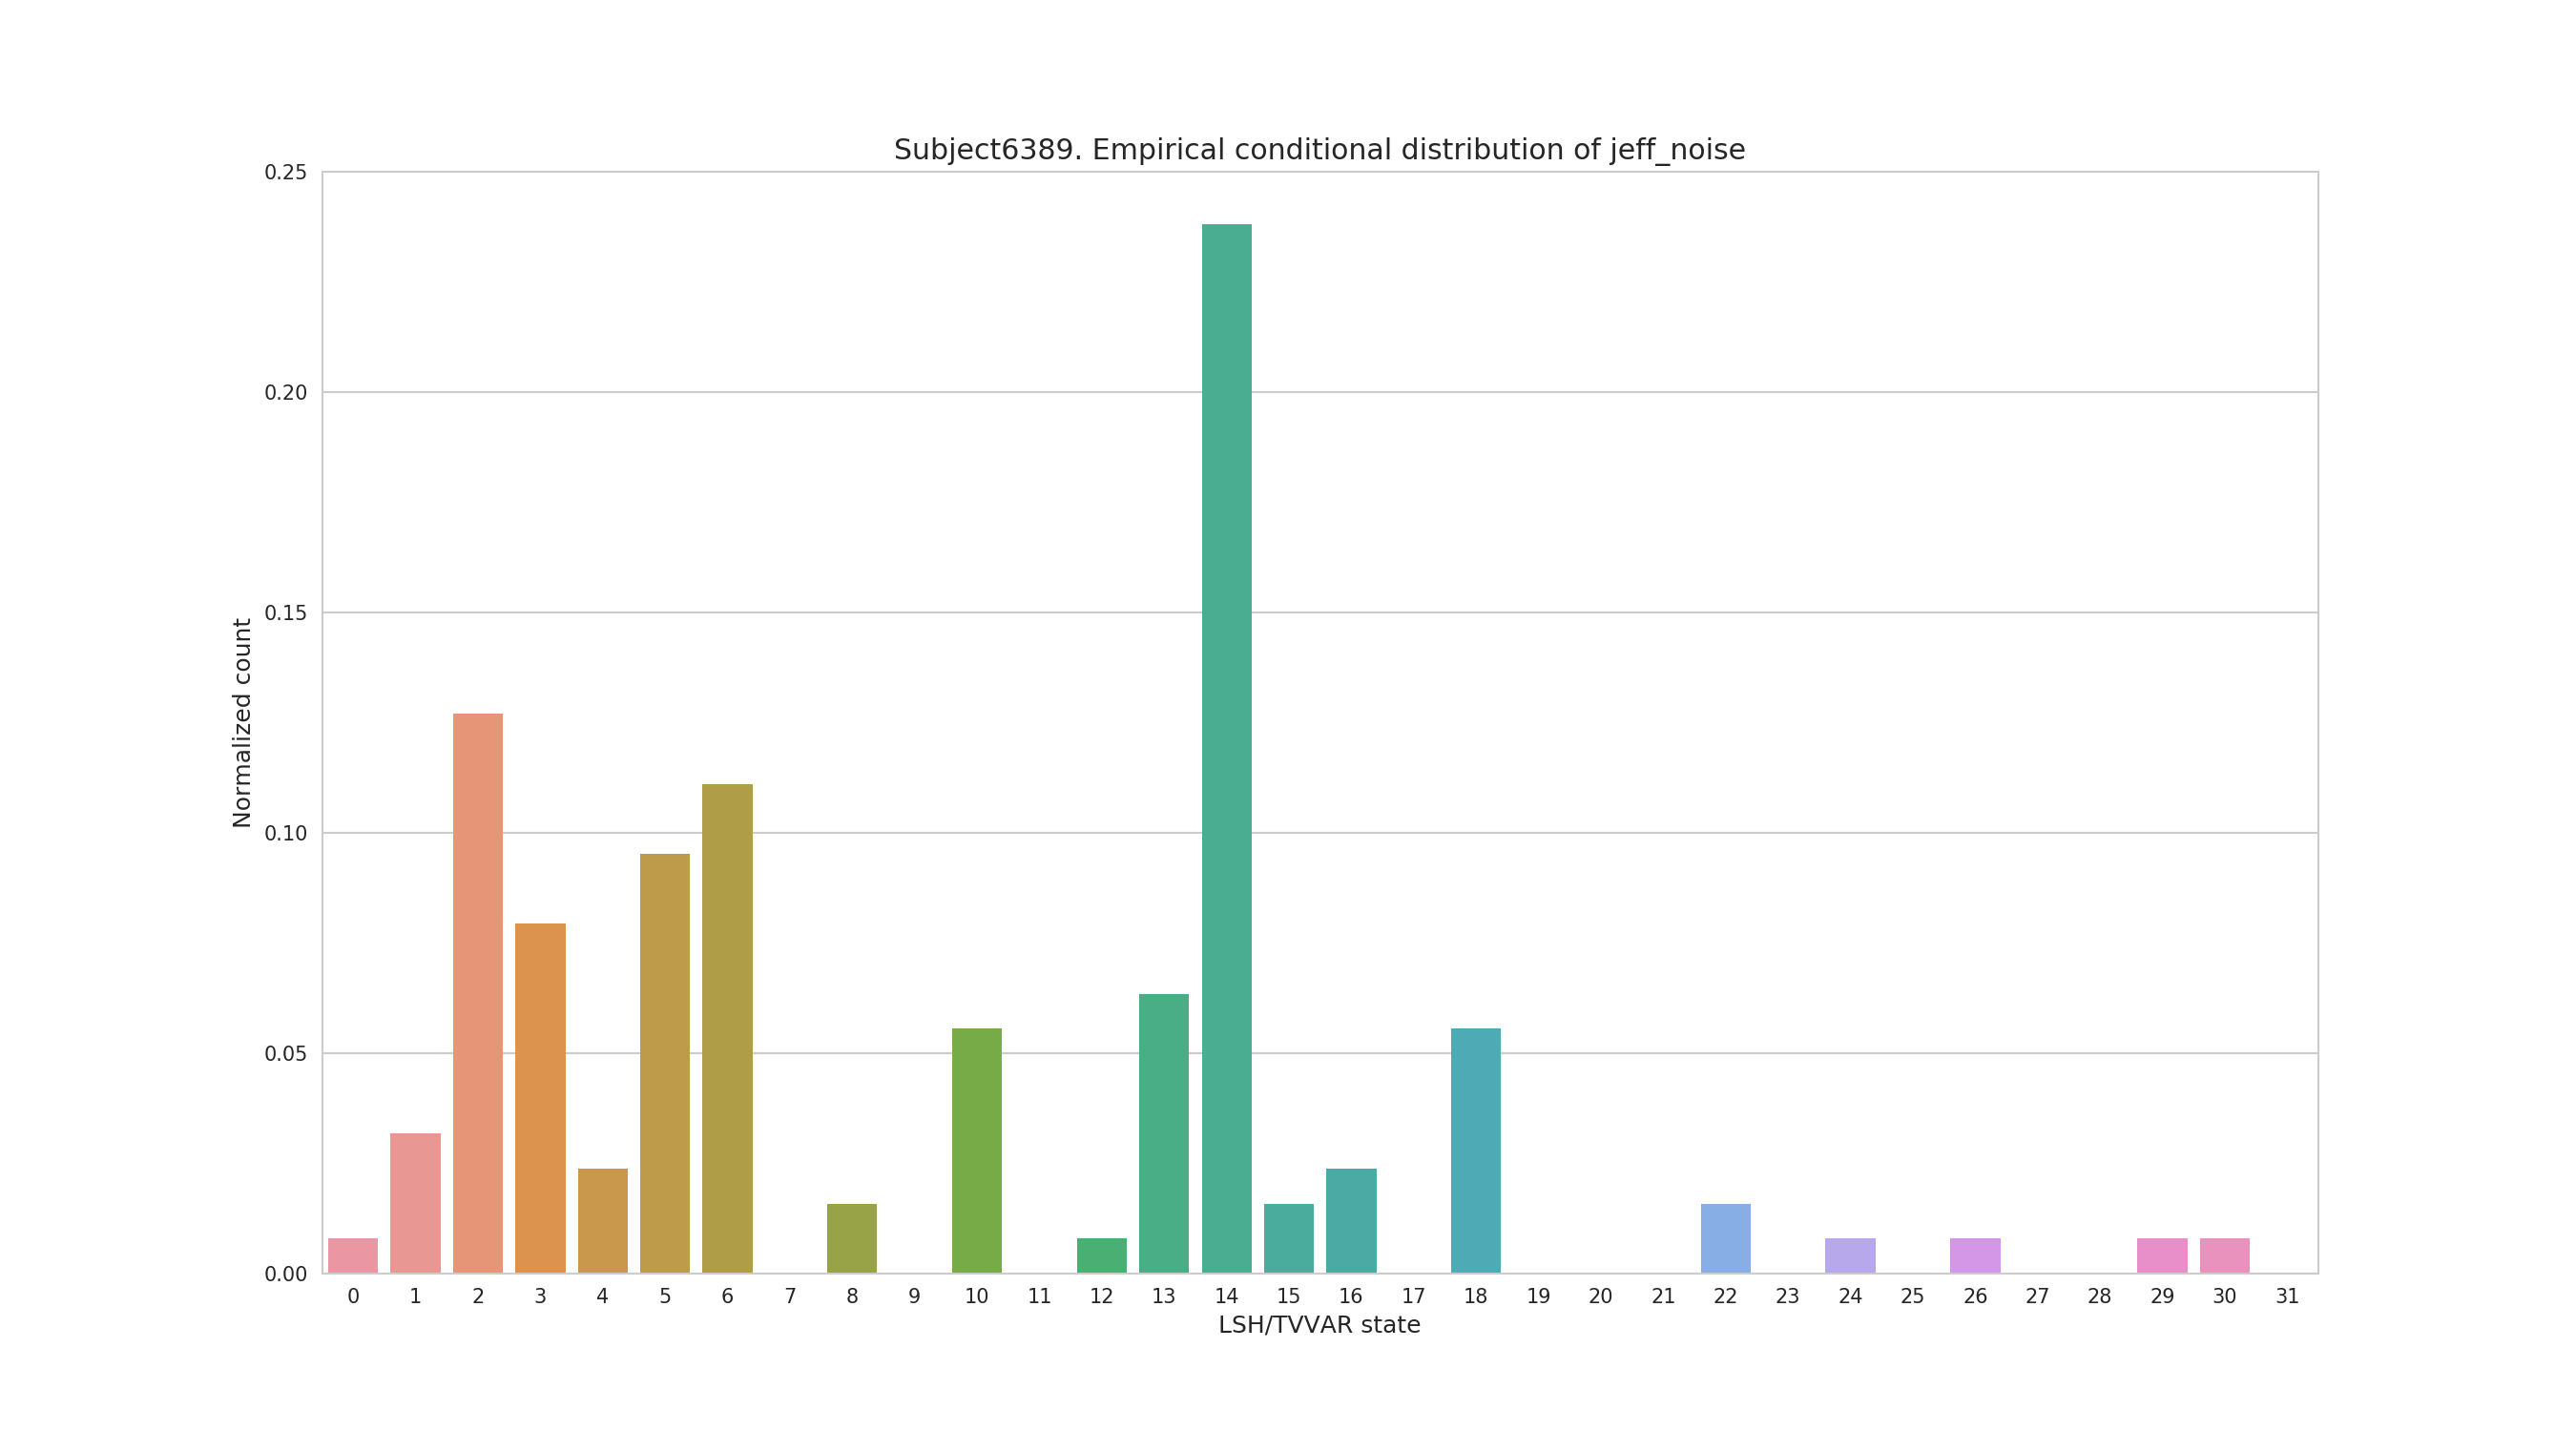 Subject6389. Empirical conditional distribution of jeff_noise
0.25
0.20
0.15
0.10
0.05
0.00
Normalized count
0 1 2 3 4 5 6 7 8 9 10 11 12 13 14 15 16 17 18 19 20 21 22 23 24 25 26 27 28 29 30 31
LSH/TVVAR state